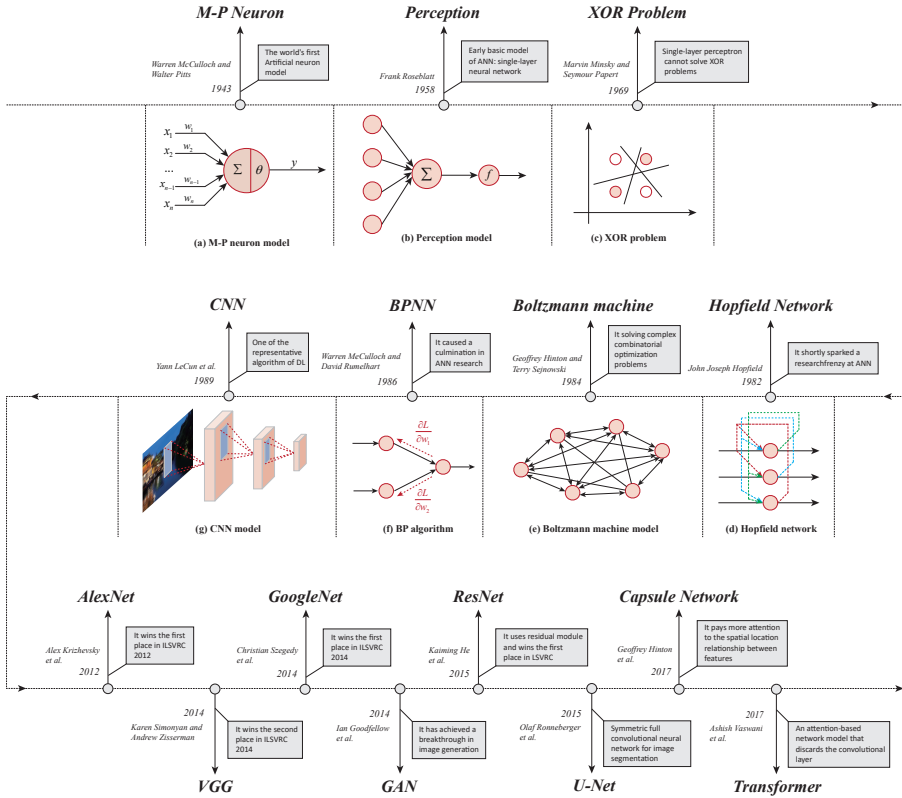 M-P Neuron
Perception
XOR Problem
Warren McCulloch and
Walter Pitts
1943
The world's first
Artificial neuron
model
Frank Roseblatt
1958
Early basic model
of ANN: single-layer
neural network
Marvin Minsky and
Seymour Papert
1969
Single-layer perceptron
cannot solve XOR
problems
x1 w1
x2 w2
...
xn-1 wn-1
xn wn
Σ θ
y
Σ
f
(a) M-P neuron model
(b) Perception model
(c) XOR problem
CNN
BPNN
Boltzmann machine
Hopfield Network
Yann LeCun et al.
1989
One of the
representative
algorithm of DL
Warren McCulloch and
David Rumelhart
1986
It caused a
culmination in
ANN research
Geoffrey Hinton and
Terry Sejnowski
1984
It solving complex
combinatorial
optimization
problems
John Joseph Hopfield
1982
It shortly sparked a
researchfrenzy at ANN
∂L
∂w1
∂L
∂w2
(g) CNN model
(f) BP algorithm
(e) Boltzmann machine model
(d) Hopfield network
AlexNet
GoogleNet
ResNet
Capsule Network
Alex Krizhevsky
et al.
2012
It wins the first
place in ILSVRC
2012
Christian Szegedy
et al.
2014
It wins the first
place in ILSVRC
2014
Kaiming He
et al.
2015
It uses residual module
and wins the first
place in LSVRC
Geoffrey Hinton
et al.
2017
It pays more attention
to the spatial location
relationship between
features
2014
Karen Simonyan and
Andrew Zisserman
It wins the second
place in ILSVRC
2014
2014
Ian Goodfellow
et al.
It has achieved a
breakthrough in
image generation
2015
Olaf Ronneberger
et al.
Symmetric full
convolutional neural
network for image
segmentation
2017
Ashish Vaswani
et al.
An attention-based
network model that
discards the convolutional
layer
VGG
GAN
U-Net
Transformer